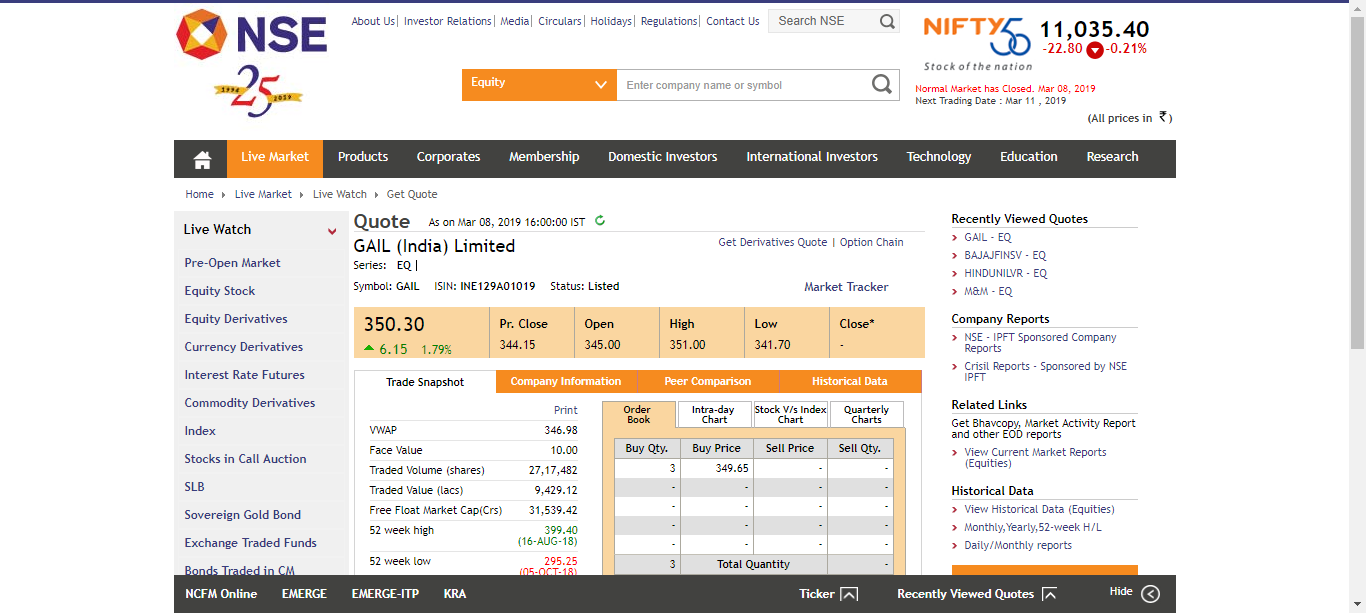 NSE
1994 25 2019
About Us | Investor Relations | Media | Circulars | Holidays | Regulations | Contact Us
Search NSE
Equity
Enter company name or symbol
NIFTY 50
Stock of the nation
11,035.40
-22.80 -0.21%
Normal Market has Closed. Mar 08, 2019
Next Trading Date : Mar 11 , 2019
(All prices in ₹)
Live Market Products Corporates Membership Domestic Investors International Investors Technology Education Research
Home Live Market Live Watch Get Quote
Live Watch
Pre-Open Market
Equity Stock
Equity Derivatives
Currency Derivatives
Interest Rate Futures
Commodity Derivatives
Index
Stocks in Call Auction
SLB
Sovereign Gold Bond
Exchange Traded Funds
Bonds Traded in CM
Quote As on Mar 08, 2019 16:00:00 IST
GAIL (India) Limited
Get Derivatives Quote | Option Chain
Series: EQ |
Symbol: GAIL ISIN: INE129A01019 Status: Listed
Market Tracker
350.30 Pr. Close Open High Low Close*
6.15 1.79% 344.15 345.00 351.00 341.70 -
Trade Snapshot Company Information Peer Comparison Historical Data
Print
VWAP 346.98
Face Value 10.00
Traded Volume (shares) 27,17,482
Traded Value (lacs) 9,429.12
Free Float Market Cap(Crs) 31,539.42
52 week high 399.40
(16-AUG-18)
52 week low 295.25
(05-OCT-18)
Order Book
Intra-day Chart
Stock V/s Index Chart
Quarterly Charts
Buy Qty. Buy Price Sell Price Sell Qty.
3 349.65 - -
- - - -
- - - -
- - - -
- - - -
3 Total Quantity -
Recently Viewed Quotes
GAIL - EQ
BAJAJFINSV - EQ
HINDUNILVR - EQ
M&M - EQ
Company Reports
NSE - IPFT Sponsored Company
Reports
Crisil Reports - Sponsored by NSE
IPFT
Related Links
Get Bhavcopy, Market Activity Report
and other EOD reports
View Current Market Reports
(Equities)
Historical Data
View Historical Data (Equities)
Monthly,Yearly,52-week H/L
Daily/Monthly reports
NCFM Online EMERGE EMERGE-ITP KRA Ticker Recently Viewed Quotes Hide